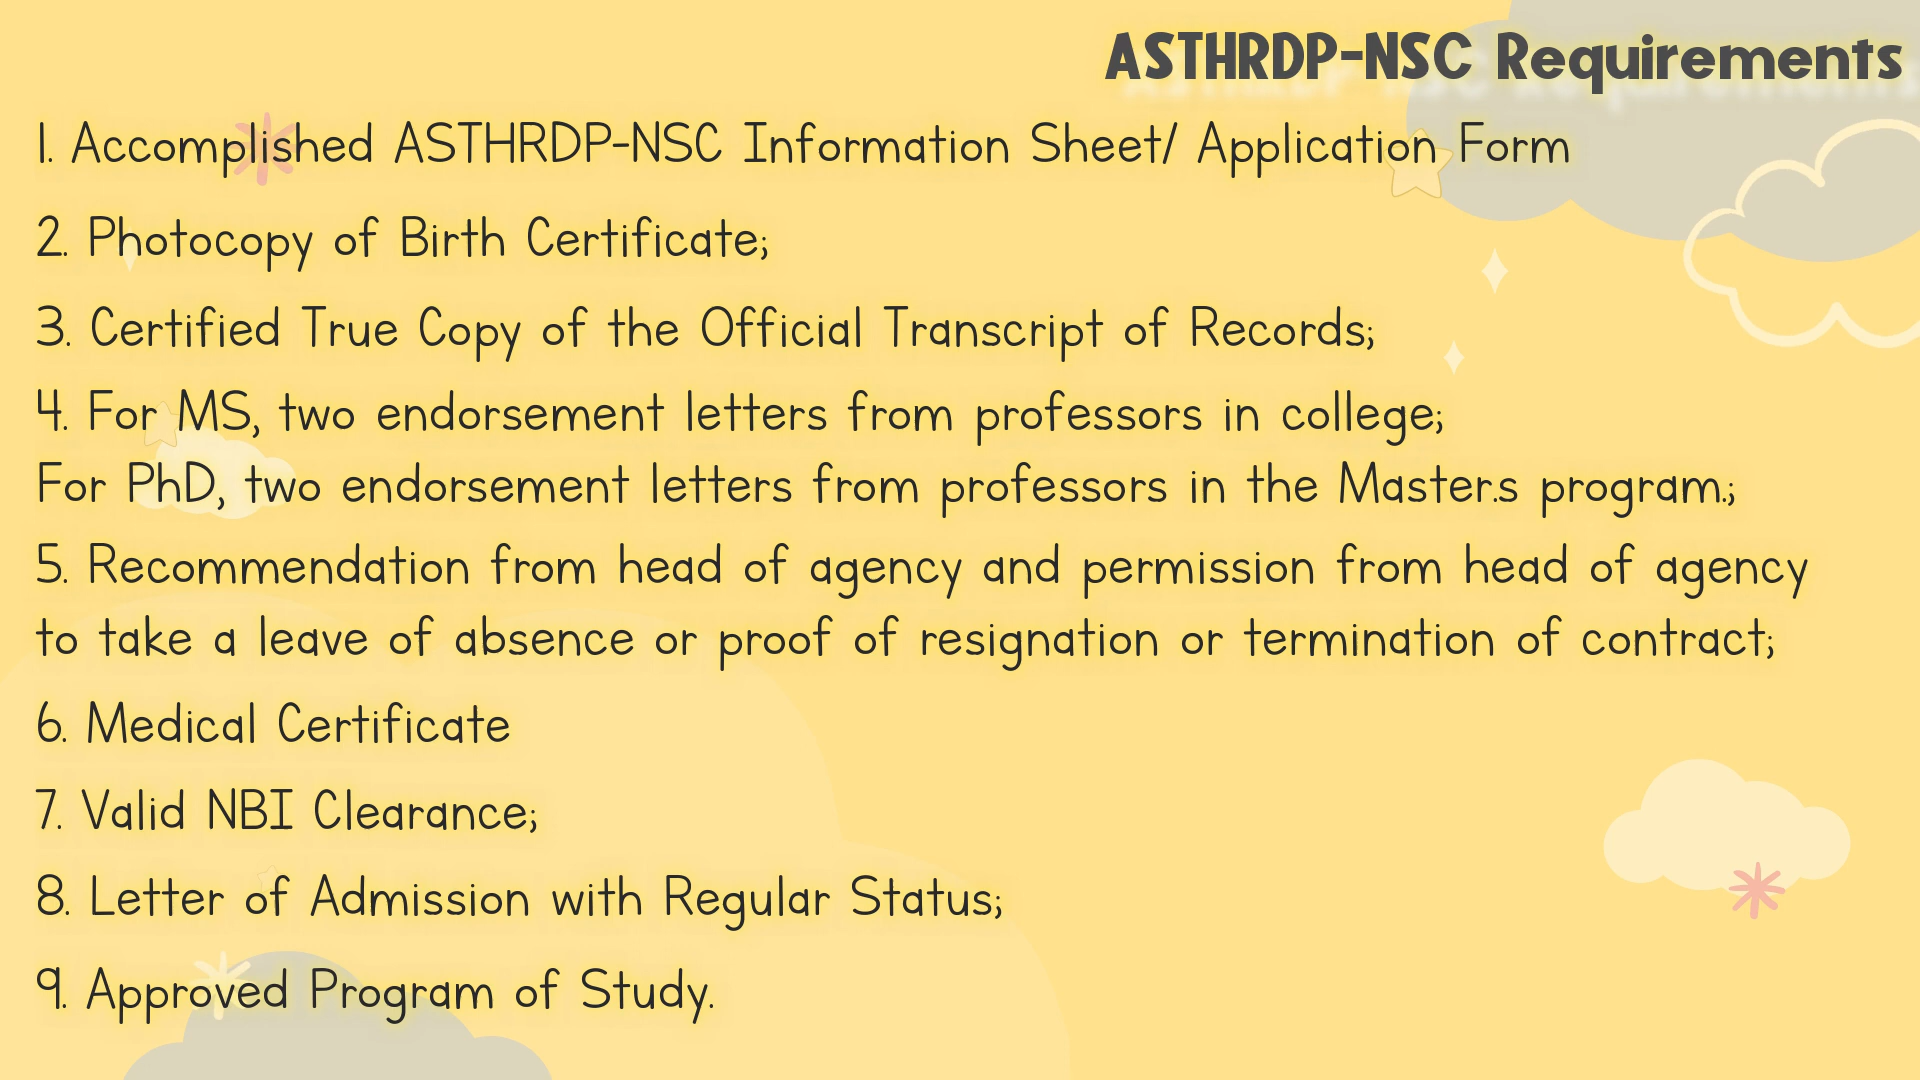 ASTHRDP-NSC Requirements
1. Accomplished ASTHRDP-NSC Information Sheet/ Application Form
2. Photocopy of Birth Certificate;
3. Certified True Copy of the Official Transcript of Records;
4. For MS, two endorsement letters from professors in college;
For PhD, two endorsement letters from professors in the Master.s program.;
5. Recommendation from head of agency and permission from head of agency
to take a leave of absence or proof of resignation or termination of contract;
6. Medical Certificate
7. Valid NBI Clearance;
8. Letter of Admission with Regular Status;
9. Approved Program of Study.